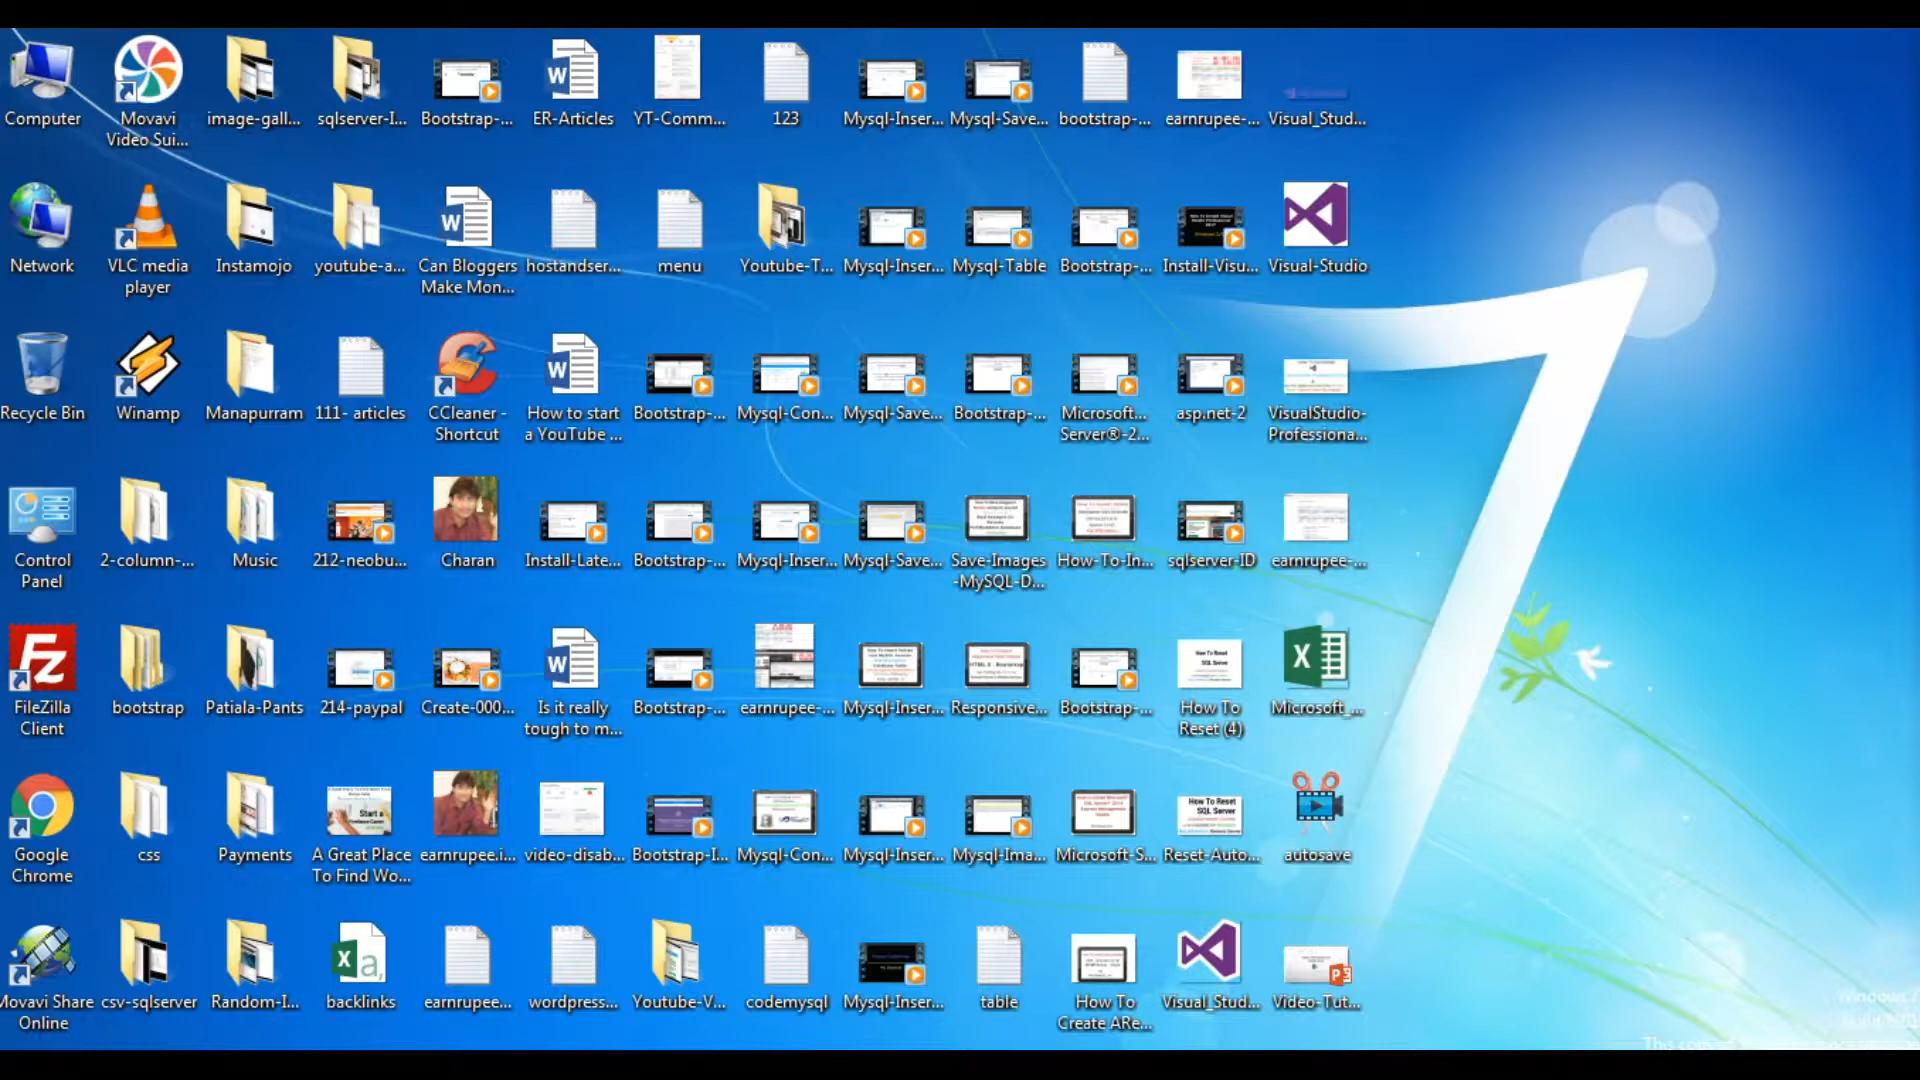 Computer
Movavi
Video Sui...
image-gall...
sqlserver-I...
Bootstrap-...
ER-Articles
YT-Comm...
123
Mysql-Inser...
Mysql-Save...
bootstrap-...
earnrupee-...
Visual_Stud...
Network
VLC media
player
Instamojo
youtube-a...
Can Bloggers
Make Mon...
hostandser...
menu
Youtube-T...
Mysql-Inser...
Mysql-Table
Bootstrap-...
Install-Visu...
Visual-Studio
Recycle Bin
Winamp
Manapurram
111- articles
CCleaner -
Shortcut
How to start
a YouTube ...
Bootstrap-...
Mysql-Con...
Mysql-Save...
Bootstrap-...
Microsoft...
Server®-2...
asp.net-2
VisualStudio-
Professiona...
Control
Panel
2-column-...
Music
212-neobu...
Charan
Install-Late...
Bootstrap-...
Mysql-Inser...
Mysql-Save...
Save-Images
-MySQL-D...
How-To-In...
sqlserver-ID
earnrupee-...
FileZilla
Client
bootstrap
Patiala-Pants
214-paypal
Create-000...
Is it really
tough to m...
Bootstrap-...
earnrupee-...
Mysql-Inser...
Responsive...
Bootstrap-...
How To
Reset (4)
Microsoft_...
Google
Chrome
css
Payments
A Great Place
To Find Wo...
earnrupee.i...
video-disab...
Bootstrap-I...
Mysql-Con...
Mysql-Inser...
Mysql-Ima...
Microsoft-S...
Reset-Auto...
autosave
Movavi Share
Online
csv-sqlserver
Random-I...
backlinks
earnrupee...
wordpress...
Youtube-V...
codemysql
Mysql-Inser...
table
How To
Create ARe...
Visual_Stud...
Video-Tut...